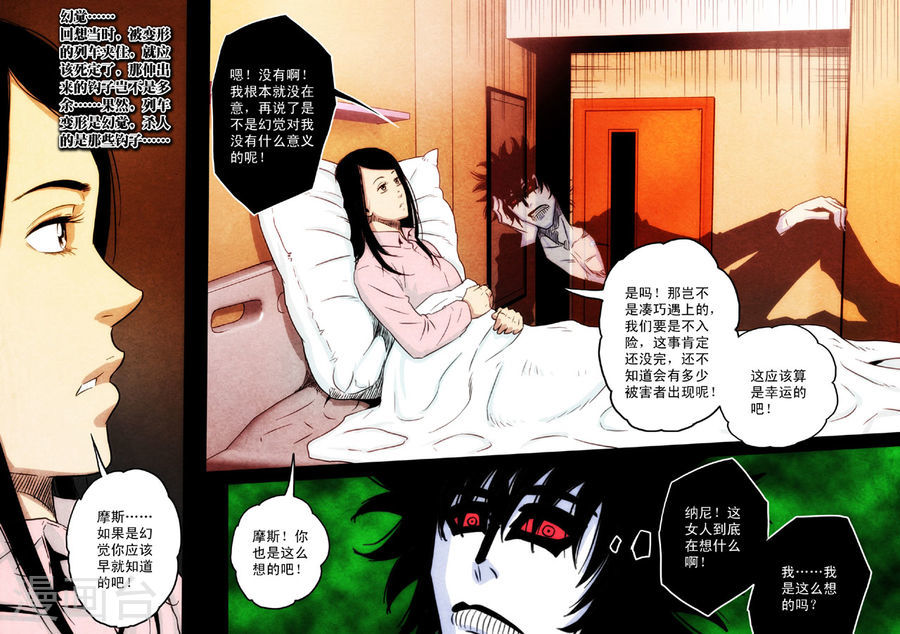 幻觉……
回想当时，被变形
的列车夹住，就应
该死定了，那伸出
来的钩子岂不是多
余……果然，列车
变形是幻觉，杀人
的是那些钩子……
摩斯……
如果是幻
觉你应该
早就知道
的吧！
嗯！没有啊！
我根本就没在
意，再说了是
不是幻觉对我
没有什么意义
的呢！
是吗！那岂不
是凑巧遇上的，
我们要是不入
险，这事肯定
还没完，还不
知道会有多少
被害者出现呢！
这应该算
是幸运的
吧！
摩斯！你
也是这么
想的吧！
纳尼！这
女人到底
在想什么
啊！
我……我
是这么想
的吗？
漫画台